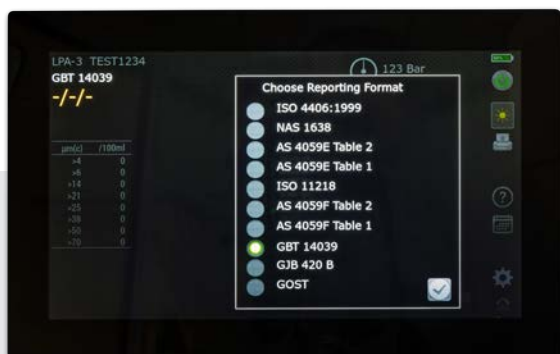 LPA-3 TEST1234
GBT 14039
-/-/-
123 Bar
µm(c) /100ml
>4 0
>6 0
>14 0
>21 0
>25 0
>38 0
>50 0
>70 0
Choose Reporting Format
ISO 4406:1999
NAS 1638
AS 4059E Table 2
AS 4059E Table 1
ISO 11218
AS 4059F Table 2
AS 4059F Table 1
GBT 14039
GJB 420 B
GOST
?